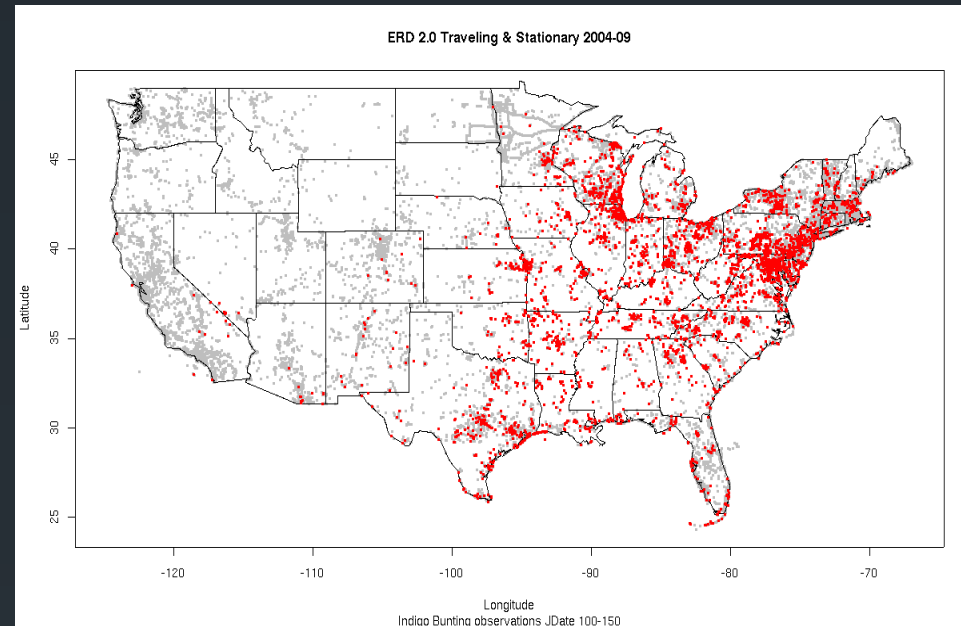 ERD 2.0 Traveling & Stationary 2004-09
45
40
35
30
25
Latitude
-120 -110 -100 -90 -80 -70
Longitude
Indigo Bunting observations JDate 100-150